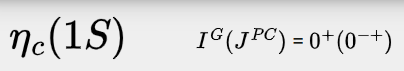 η_c(1S) I^G(J^{PC}) = 0^+(0^{-+})